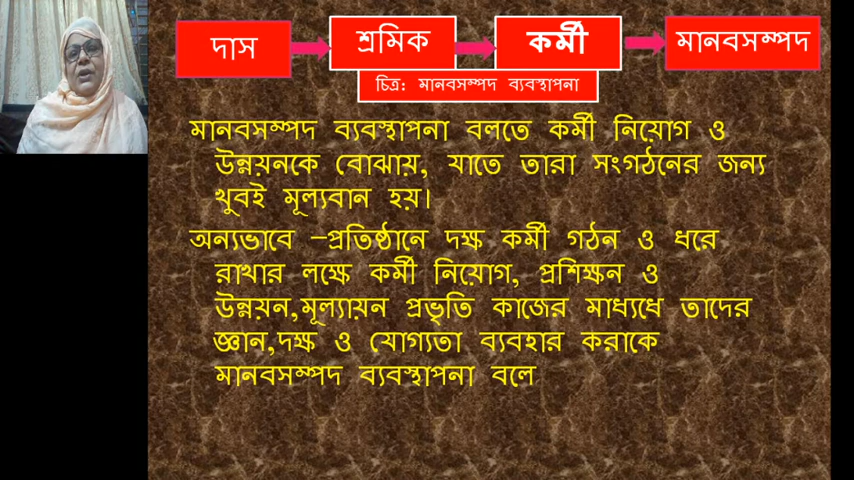 দাস
শ্রমিক
কর্মী
মানবসম্পদ
চিত্র: মানবসম্পদ ব্যবস্থাপনা
মানবসম্পদ ব্যবস্থাপনা বলতে কর্মী নিয়োগ ও
উন্নয়নকে বোঝায়, যাতে তারা সংগঠনের জন্য
খুবই মূল্যবান হয়।
অন্যভাবে –প্রতিষ্ঠানে দক্ষ কর্মী গঠন ও ধরে
রাখার লক্ষে কর্মী নিয়োগ, প্রশিক্ষন ও
উন্নয়ন,মূল্যায়ন প্রভৃতি কাজের মাধ্যধে তাদের
জ্ঞান,দক্ষ ও যোগ্যতা ব্যবহার করাকে
মানবসম্পদ ব্যবস্থাপনা বলে